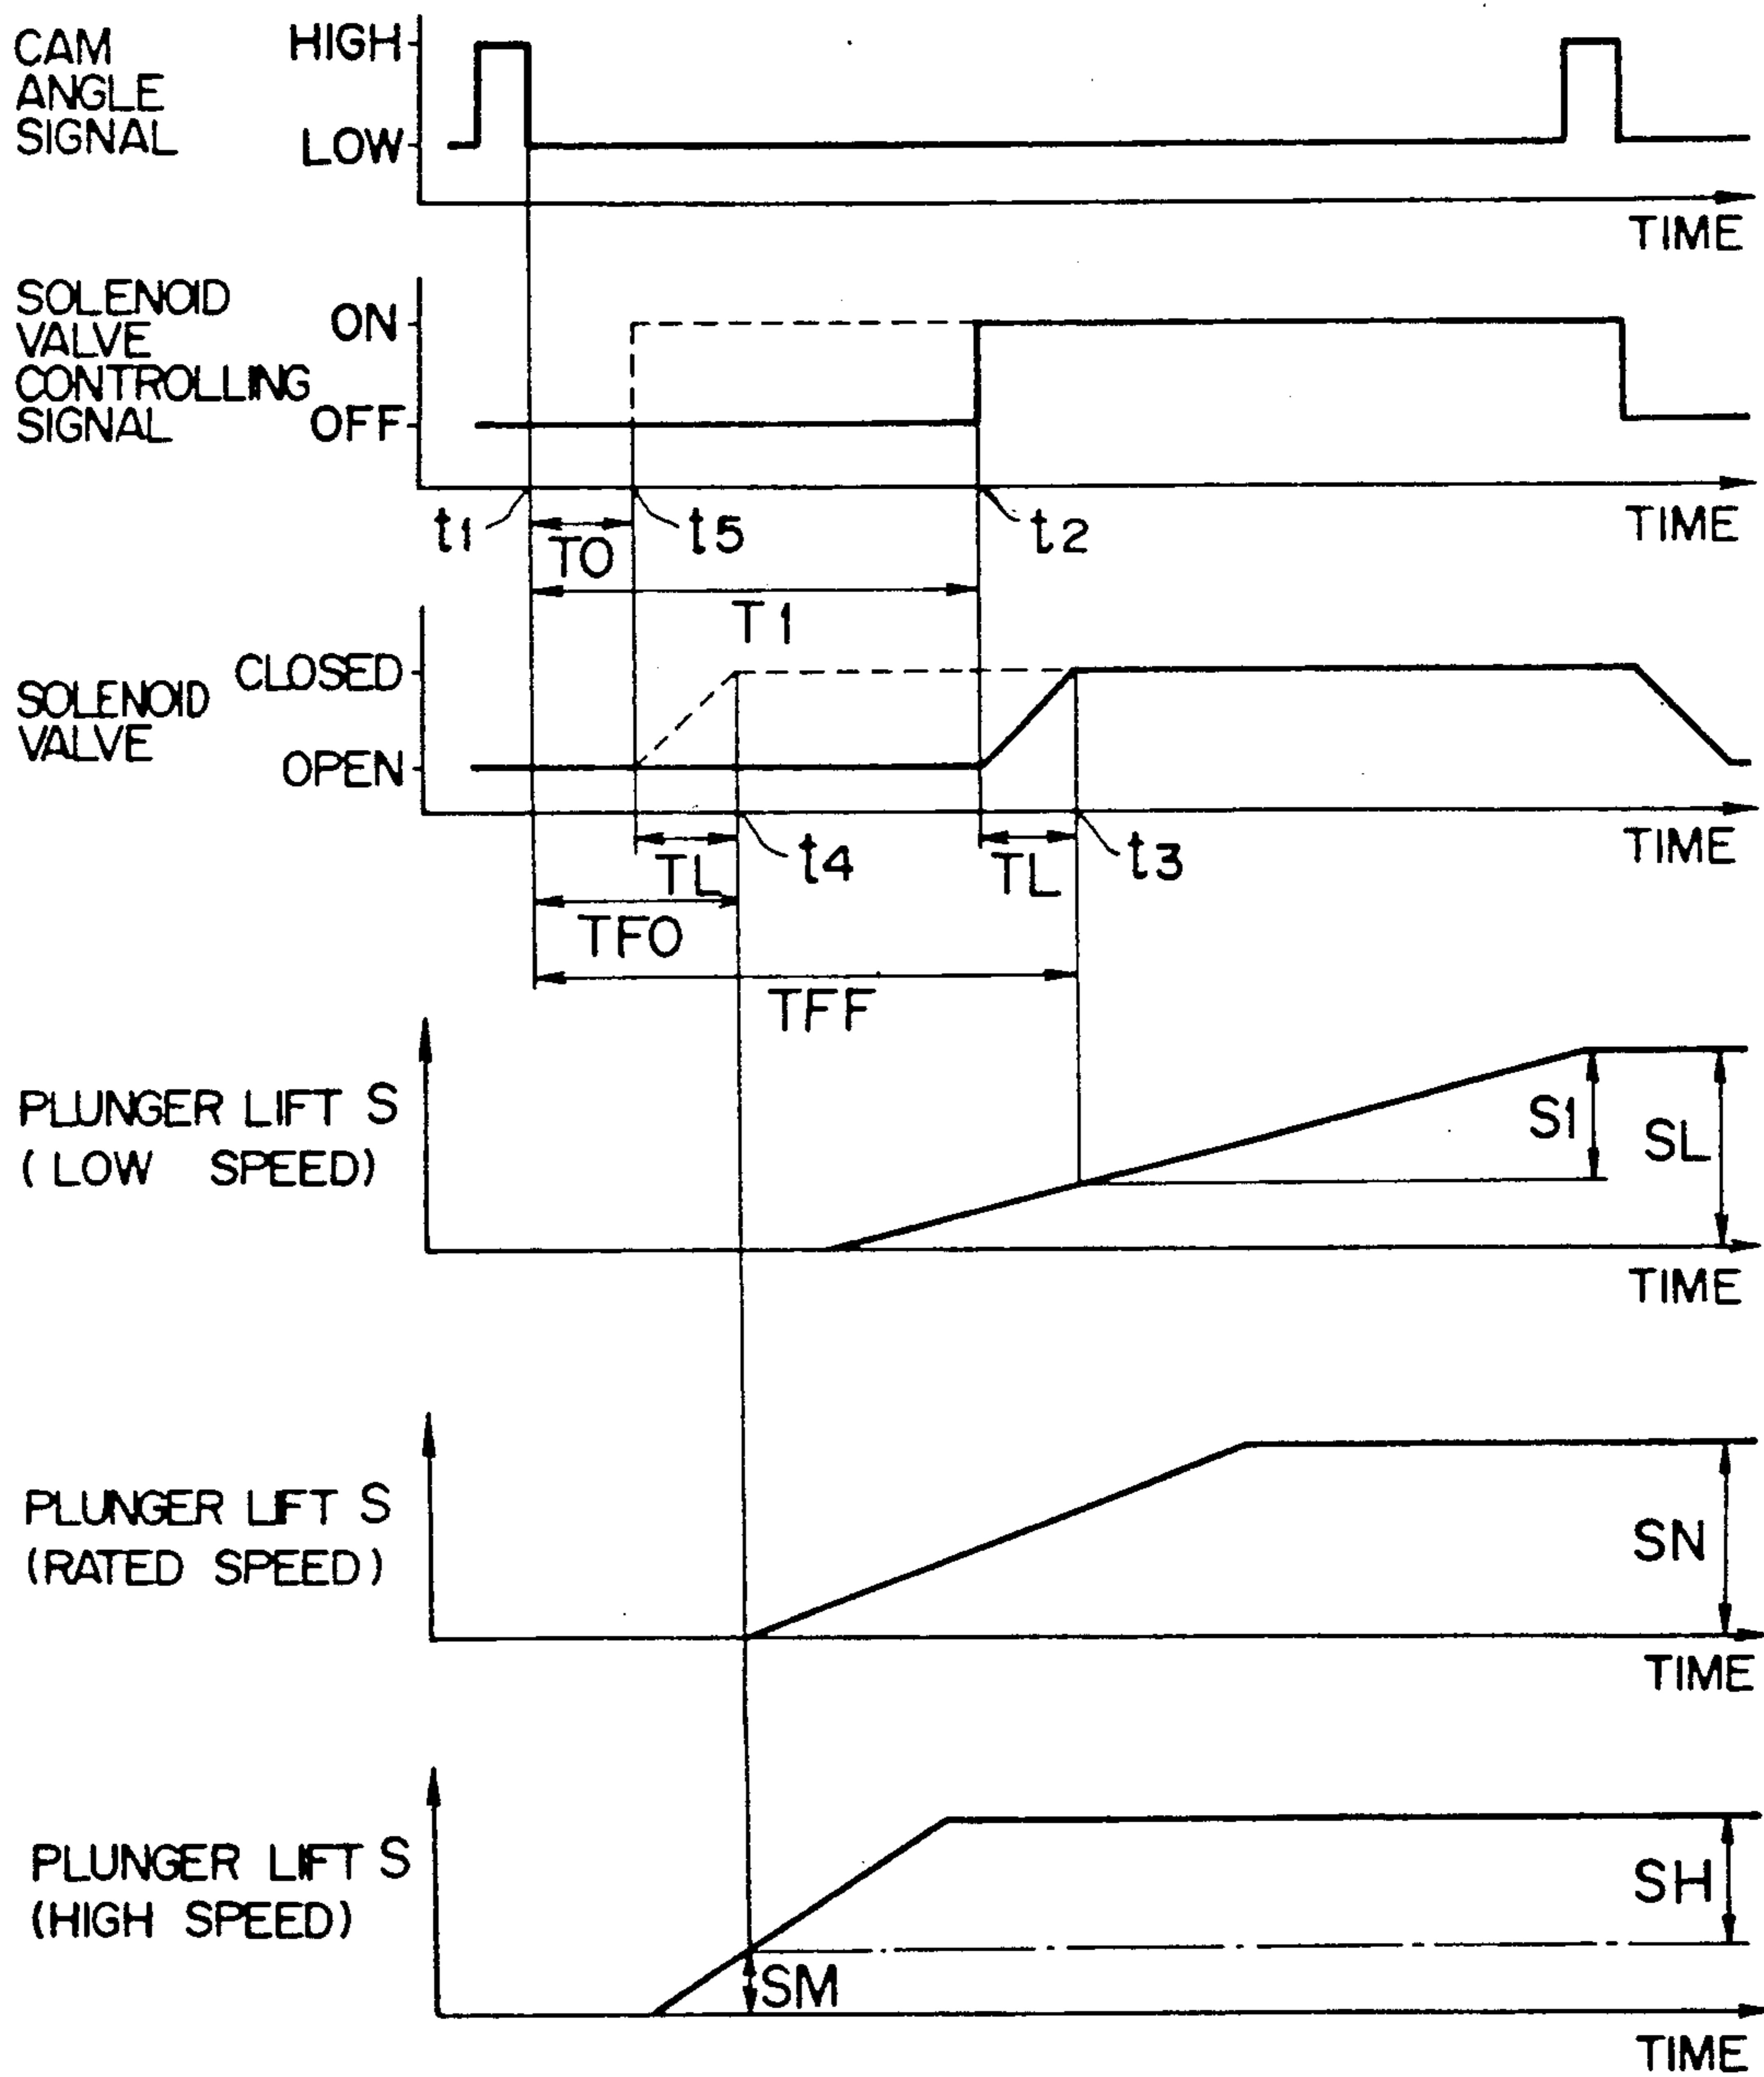 CAM
ANGLE
SIGNAL
HIGH
LOW
TIME
SOLENOID
VALVE
CONTROLLING
SIGNAL
ON
OFF
t1
t5
t2
TIME
TO
T1
SOLENOID
VALVE
CLOSED
OPEN
TL
t4
TL
t3
TIME
TFO
TFF
PLUNGER LIFT S
(LOW SPEED)
S1
SL
TIME
PLUNGER LIFT S
(RATED SPEED)
SN
TIME
PLUNGER LIFT S
(HIGH SPEED)
SH
SM
TIME